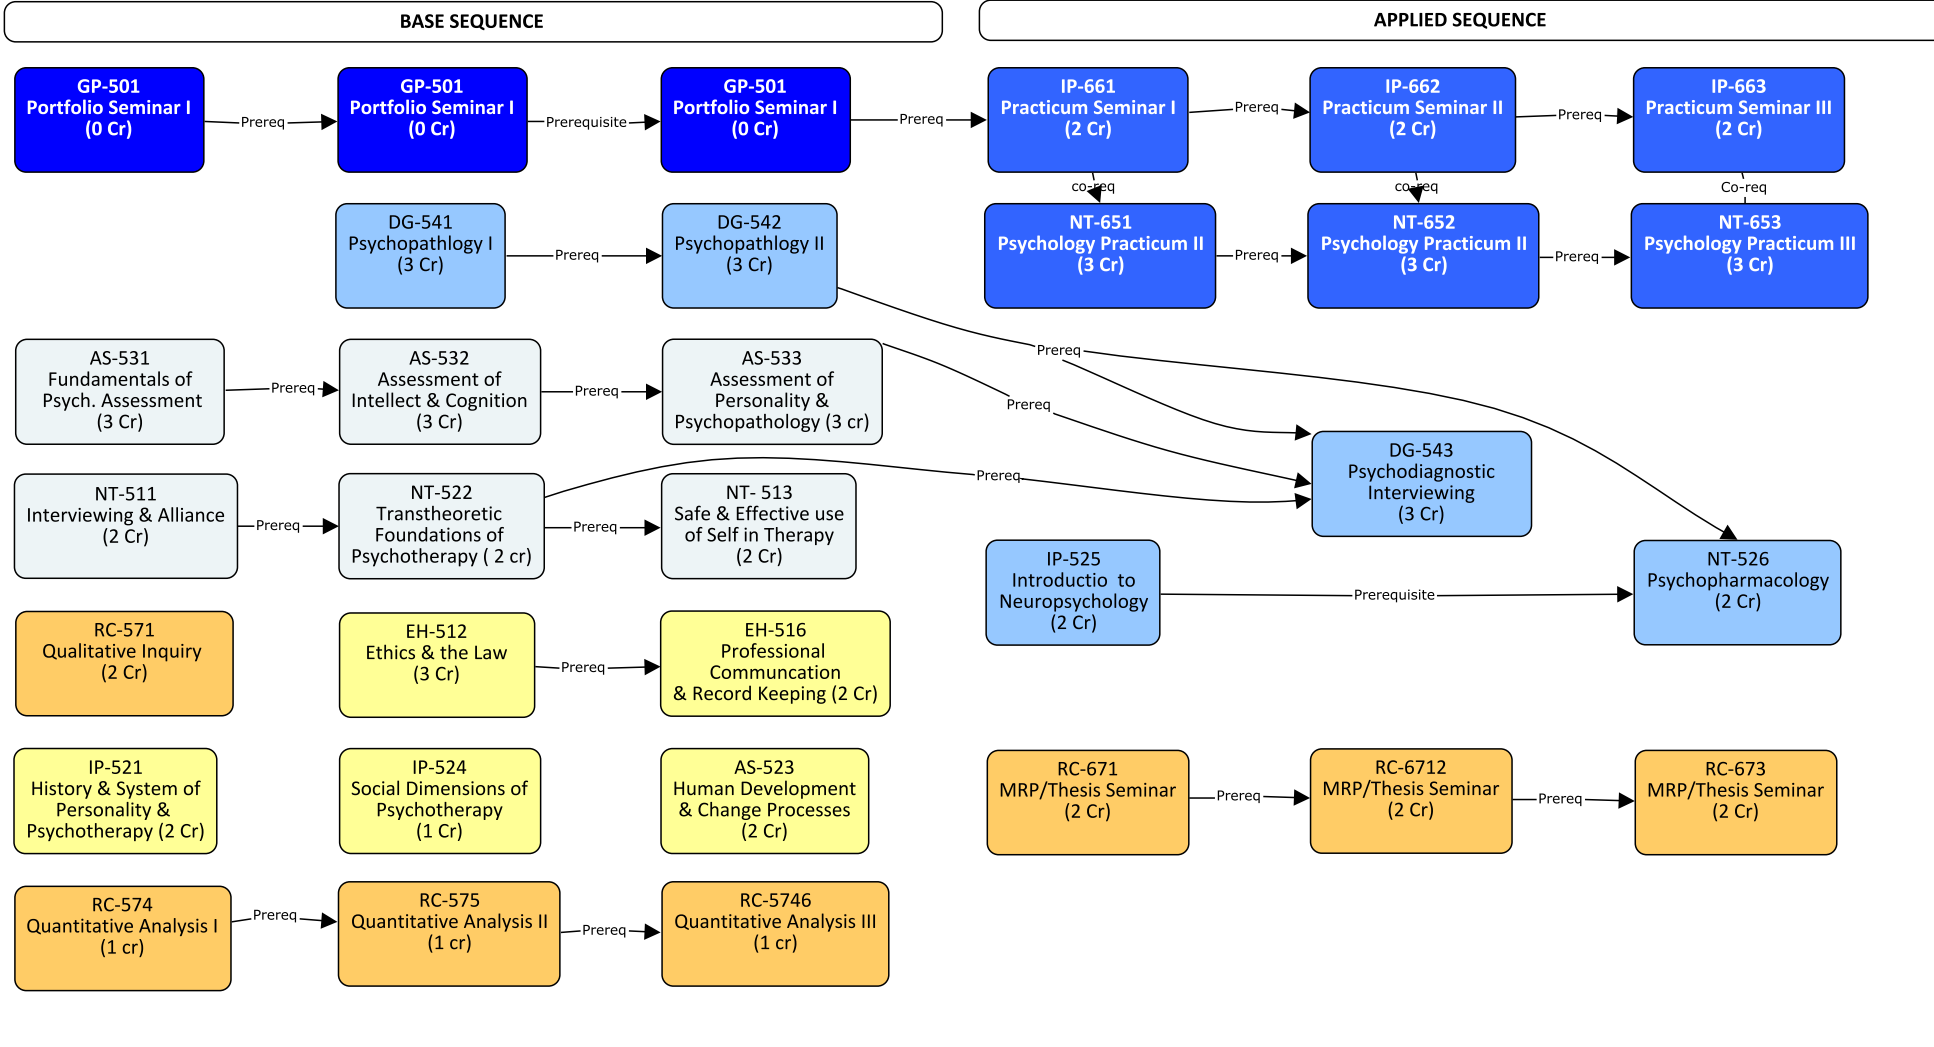 BASE SEQUENCE
APPLIED SEQUENCE
GP-501
Portfolio Seminar I
(0 Cr)
Prereq
GP-501
Portfolio Seminar I
(0 Cr)
Prerequisite
GP-501
Portfolio Seminar I
(0 Cr)
Prereq
IP-661
Practicum Seminar I
(2 Cr)
Prereq
IP-662
Practicum Seminar II
(2 Cr)
Prereq
IP-663
Practicum Seminar III
(2 Cr)
co-req
co-req
Co-req
DG-541
Psychopathlogy I
(3 Cr)
Prereq
DG-542
Psychopathlogy II
(3 Cr)
NT-651
Psychology Practicum II
(3 Cr)
Prereq
NT-652
Psychology Practicum II
(3 Cr)
Prereq
NT-653
Psychology Practicum III
(3 Cr)
Prereq
AS-531
Fundamentals of
Psych. Assessment
(3 Cr)
Prereq
AS-532
Assessment of
Intellect & Cognition
(3 Cr)
Prereq
AS-533
Assessment of
Personality &
Psychopathology (3 cr)
Prereq
DG-543
Psychodiagnostic
Interviewing
(3 Cr)
NT-511
Interviewing & Alliance
(2 Cr)
Prereq
NT-522
Transtheoretic
Foundations of
Psychotherapy ( 2 cr)
Prereq
NT- 513
Safe & Effective use
of Self in Therapy
(2 Cr)
Prereq
IP-525
Introductio  to
Neuropsychology
(2 Cr)
Prerequisite
NT-526
Psychopharmacology
(2 Cr)
RC-571
Qualitative Inquiry
(2 Cr)
EH-512
Ethics & the Law
(3 Cr)
Prereq
EH-516
Professional
Communcation
& Record Keeping (2 Cr)
IP-521
History & System of
Personality &
Psychotherapy (2 Cr)
IP-524
Social Dimensions of
Psychotherapy
(1 Cr)
AS-523
Human Development
& Change Processes
(2 Cr)
RC-671
MRP/Thesis Seminar
(2 Cr)
Prereq
RC-6712
MRP/Thesis Seminar
(2 Cr)
Prereq
RC-673
MRP/Thesis Seminar
(2 Cr)
RC-574
Quantitative Analysis I
(1 cr)
Prereq
RC-575
Quantitative Analysis II
(1 cr)
Prereq
RC-5746
Quantitative Analysis III
(1 cr)